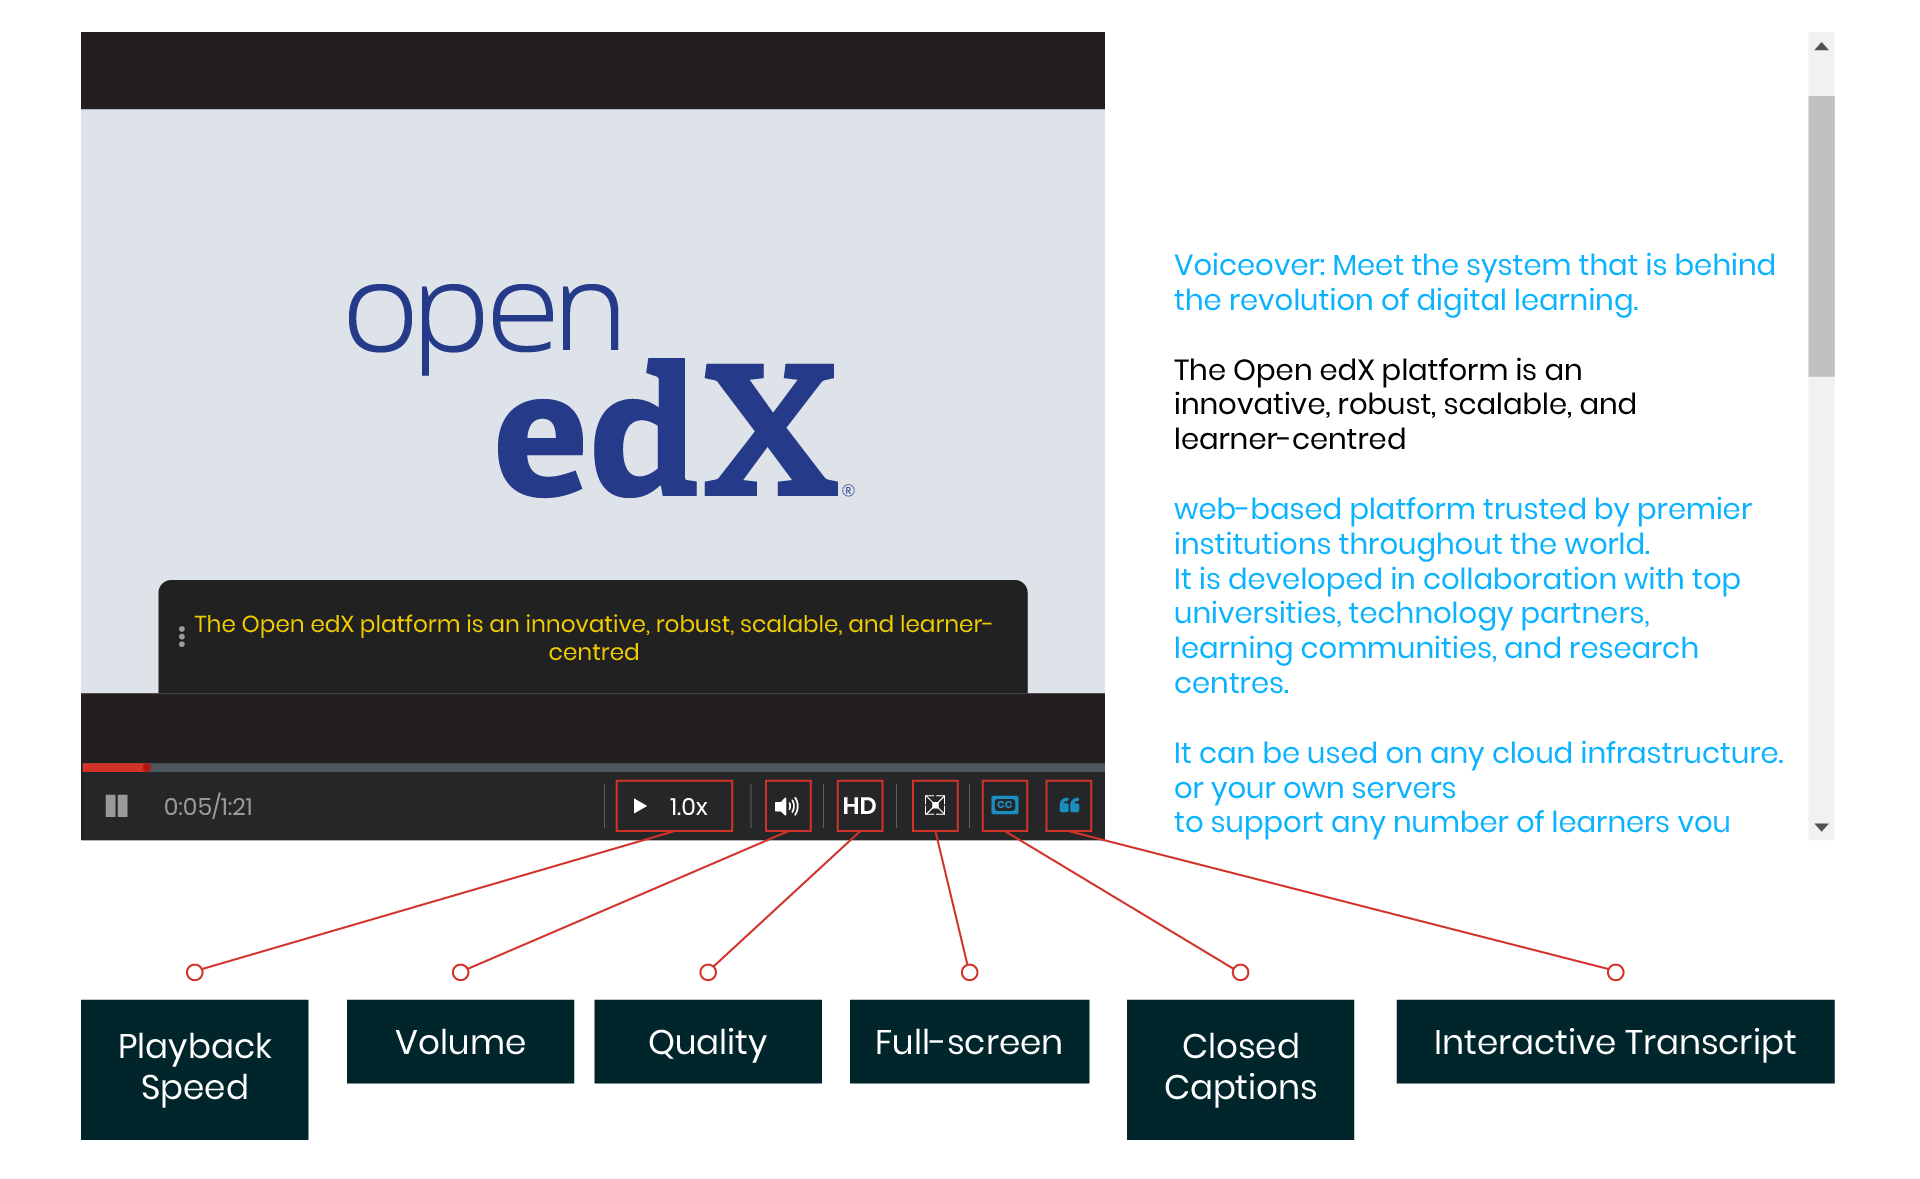 open
edX®
The Open edX platform is an innovative, robust, scalable, and learner-
centred
0:05/1:21
1.0x
HD
CC
Voiceover: Meet the system that is behind
the revolution of digital learning.
The Open edX platform is an
innovative, robust, scalable, and
learner-centred
web-based platform trusted by premier
institutions throughout the world.
It is developed in collaboration with top
universities, technology partners,
learning communities, and research
centres.
It can be used on any cloud infrastructure.
or your own servers
to support any number of learners you
Playback
Speed
Volume
Quality
Full-screen
Closed
Captions
Interactive Transcript